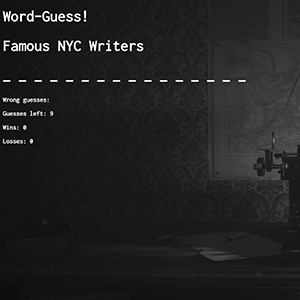 Word-Guess!
Famous NYC Writers
_ _ _ _ _ _ _ _ _ _ _ _ _ _ _ _
Wrong guesses:
Guesses left: 9
Wins: 0
Losses: 0